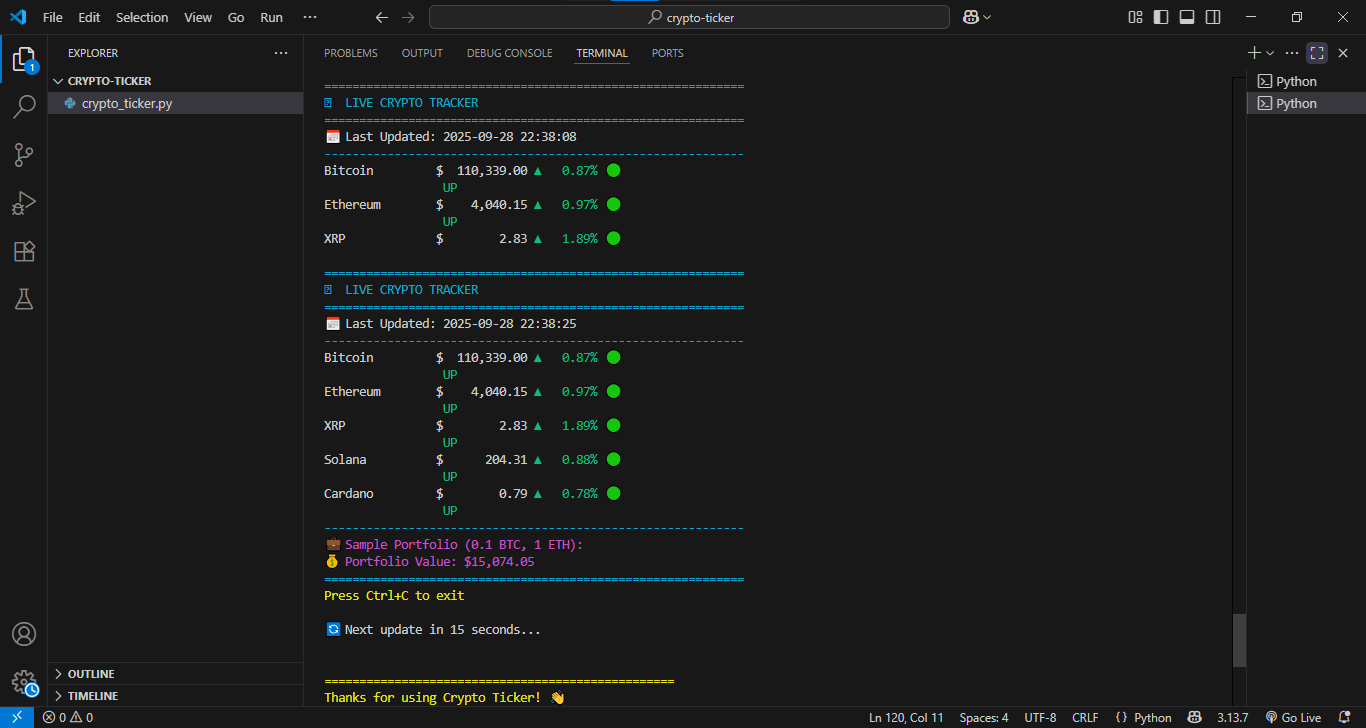 File Edit Selection View Go Run ··· crypto-ticker
EXPLORER ···
CRYPTO-TICKER
crypto_ticker.py
PROBLEMS OUTPUT DEBUG CONSOLE TERMINAL PORTS
Python
Python
============================================================
LIVE CRYPTO TRACKER
============================================================
📅 Last Updated: 2025-09-28 22:38:08
------------------------------------------------------------
Bitcoin $ 110,339.00 ▲ 0.87% 🟢
UP
Ethereum $ 4,040.15 ▲ 0.97% 🟢
UP
XRP $ 2.83 ▲ 1.89% 🟢
============================================================
LIVE CRYPTO TRACKER
============================================================
📅 Last Updated: 2025-09-28 22:38:25
------------------------------------------------------------
Bitcoin $ 110,339.00 ▲ 0.87% 🟢
UP
Ethereum $ 4,040.15 ▲ 0.97% 🟢
UP
XRP $ 2.83 ▲ 1.89% 🟢
UP
Solana $ 204.31 ▲ 0.88% 🟢
UP
Cardano $ 0.79 ▲ 0.78% 🟢
UP
------------------------------------------------------------
💼 Sample Portfolio (0.1 BTC, 1 ETH):
💰 Portfolio Value: $15,074.05
============================================================
Press Ctrl+C to exit
🔄 Next update in 15 seconds...
==================================================
Thanks for using Crypto Ticker! 👋
OUTLINE
TIMELINE
1
0 0 Ln 120, Col 11 Spaces: 4 UTF-8 CRLF {} Python 3.13.7 Go Live